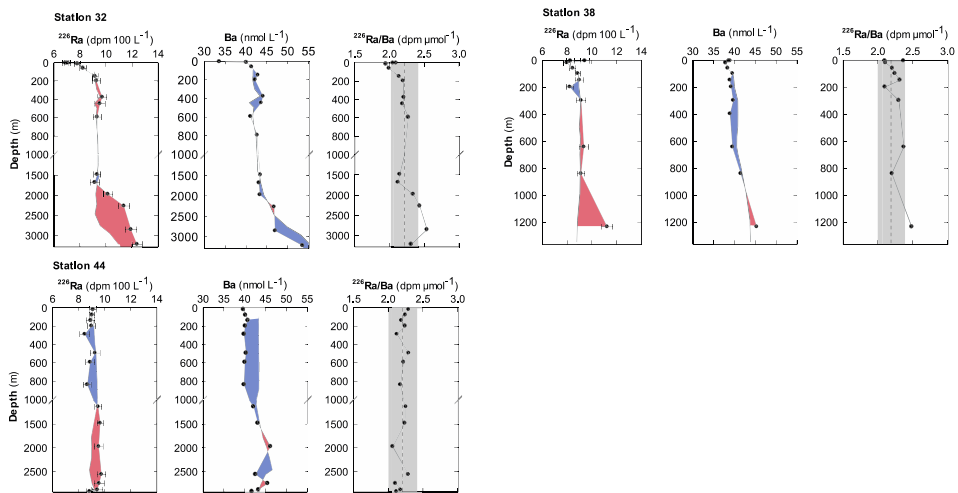 Station 32
²²⁶Ra (dpm 100 L⁻¹)
6 8 10 12 14
Ba (nmol L⁻¹)
30 35 40 45 50 55
²²⁶Ra/Ba (dpm µmol⁻¹)
1.5 2.0 2.5 3.0
Depth (m)
0
200
400
600
800
1000
1500
2000
2500
3000
Station 38
²²⁶Ra (dpm 100 L⁻¹)
6 8 10 12 14
Ba (nmol L⁻¹)
30 35 40 45 50 55
²²⁶Ra/Ba (dpm µmol⁻¹)
1.5 2.0 2.5 3.0
Depth (m)
0
200
400
600
800
1000
1200
Station 44
²²⁶Ra (dpm 100 L⁻¹)
6 8 10 12 14
Ba (nmol L⁻¹)
30 35 40 45 50 55
²²⁶Ra/Ba (dpm µmol⁻¹)
1.5 2.0 2.5 3.0
Depth (m)
0
200
400
600
800
1000
1500
2000
2500